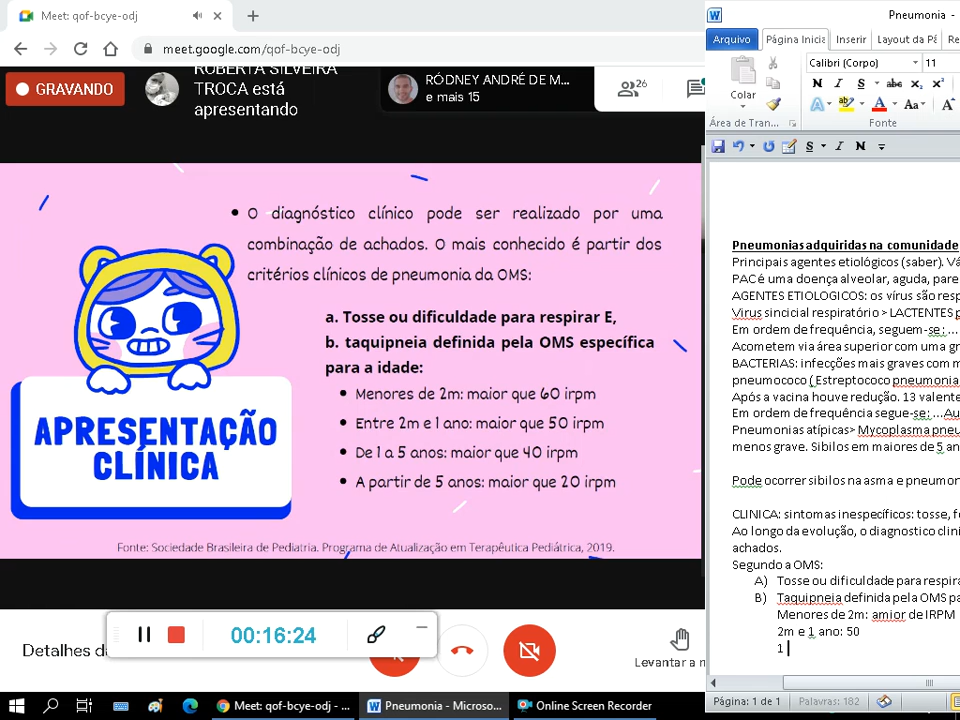 Meet: qof-bcye-odj
meet.google.com/qof-bcye-odj
GRAVANDO
ROBERTA SILVEIRA
TROCA está
apresentando
RÓDNEY ANDRÉ DE M...
e mais 15
26
O diagnóstico clínico pode ser realizado por uma
combinação de achados. O mais conhecido é partir dos
critérios clínicos de pneumonia da OMS:
a. Tosse ou dificuldade para respirar E,
b. taquipneia definida pela OMS específica
para a idade:
Menores de 2m: maior que 60 irpm
Entre 2m e 1 ano: maior que 50 irpm
De 1 a 5 anos: maior que 40 irpm
A partir de 5 anos: maior que 20 irpm
APRESENTAÇÃO
CLÍNICA
Fonte: Sociedade Brasileira de Pediatria. Programa de Atualização em Terapêutica Pediátrica, 2019.
Detalhes da
00:16:24
Levantar a m
Meet: qof-bcye-odj - ...
Pneumonia - Microso...
Online Screen Recorder
Pneumonia -
Arquivo
Página Inicia
Inserir
Layout da Pá
Re
Colar
Calibri (Corpo)
11
N I S abc x₂ x²
A ab A Aa A
Área de Tran...
Fonte
S I N
Pneumonias adquiridas na comunidade
Principais agentes etiológicos (saber). Vá
PAC é uma doença alveolar, aguda, pare
AGENTES ETIOLOGICOS: os vírus são resp
Virus sincicial respiratório > LACTENTES p
Em ordem de frequência, seguem-se: ...
Acometem via área superior com uma gr
BACTERIAS: infecções mais graves com m
pneumococo ( Estreptococo pneumonia
Após a vacina houve redução. 13 valente
Em ordem de frequência segue-se: ...Au
Pneumonias atípicas> Mycoplasma pneu
menos grave. Sibilos em maiores de 5 an
Pode ocorrer sibilos na asma e pneumon
CLINICA: sintomas inespecíficos: tosse, fe
Ao longo da evolução, o diagnostico clini
achados.
Segundo a OMS:
A) Tosse ou dificuldade para respira
B) Taquipneia definida pela OMS pa
Menores de 2m: amior de IRPM
2m e 1 ano: 50
1
Página: 1 de 1
Palavras: 182